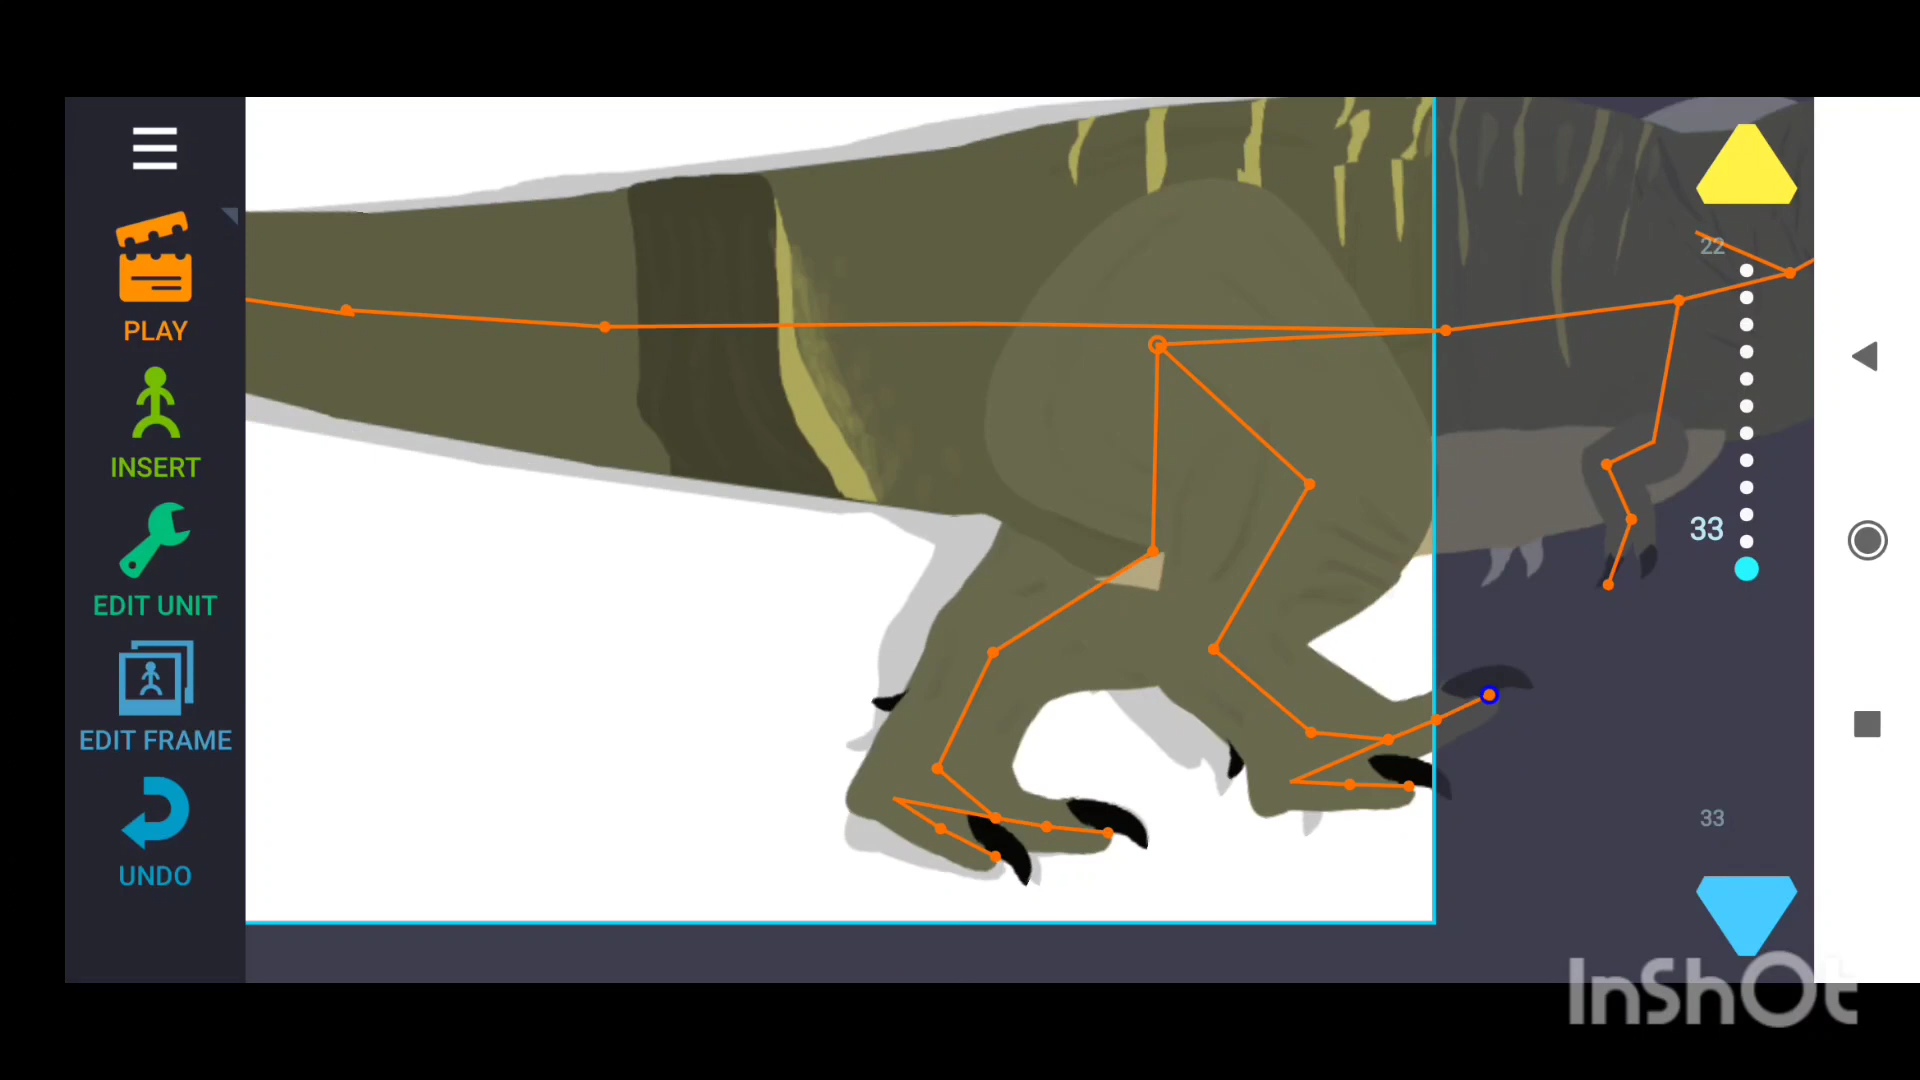 PLAY
INSERT
EDIT UNIT
EDIT FRAME
UNDO
22
33
33
InShOt